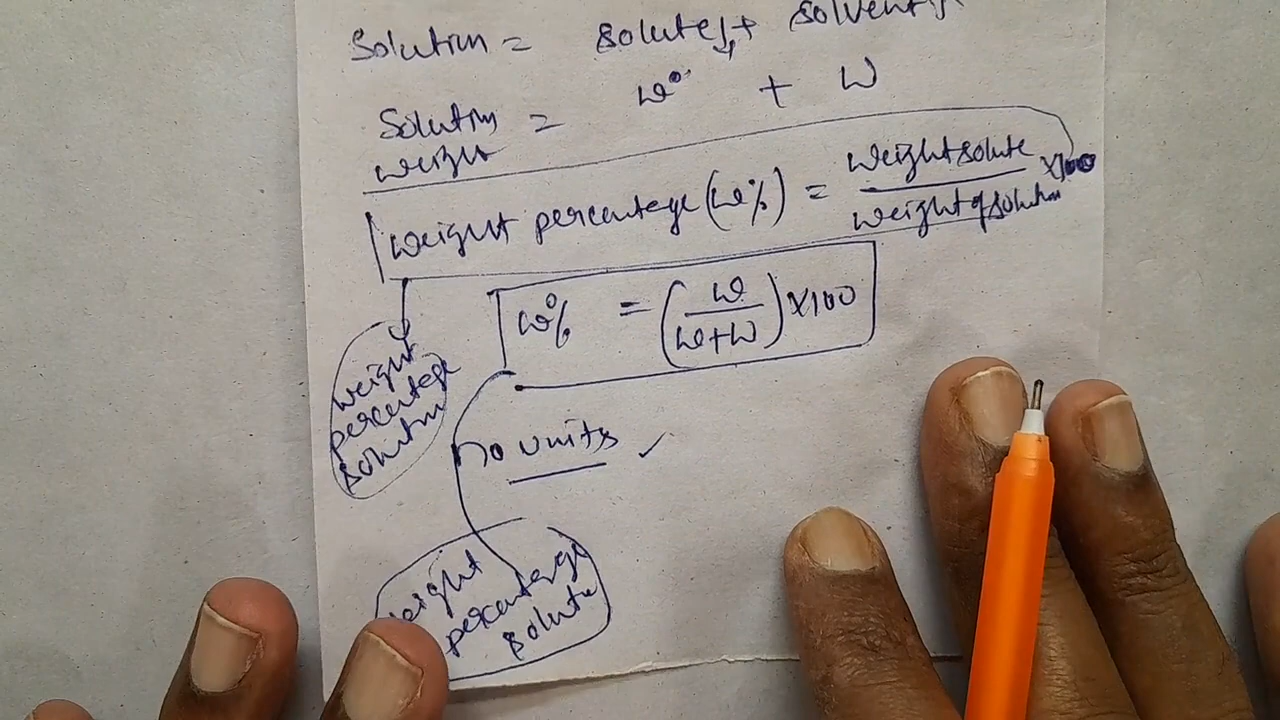 Solution = solute + solvent
Solution weight = w + W
Weight percentage (w%) = weight solute / weight of solution ×100
w% = (w / w+W) ×100
weight percentage solution
no units ✓
weight percentage solute